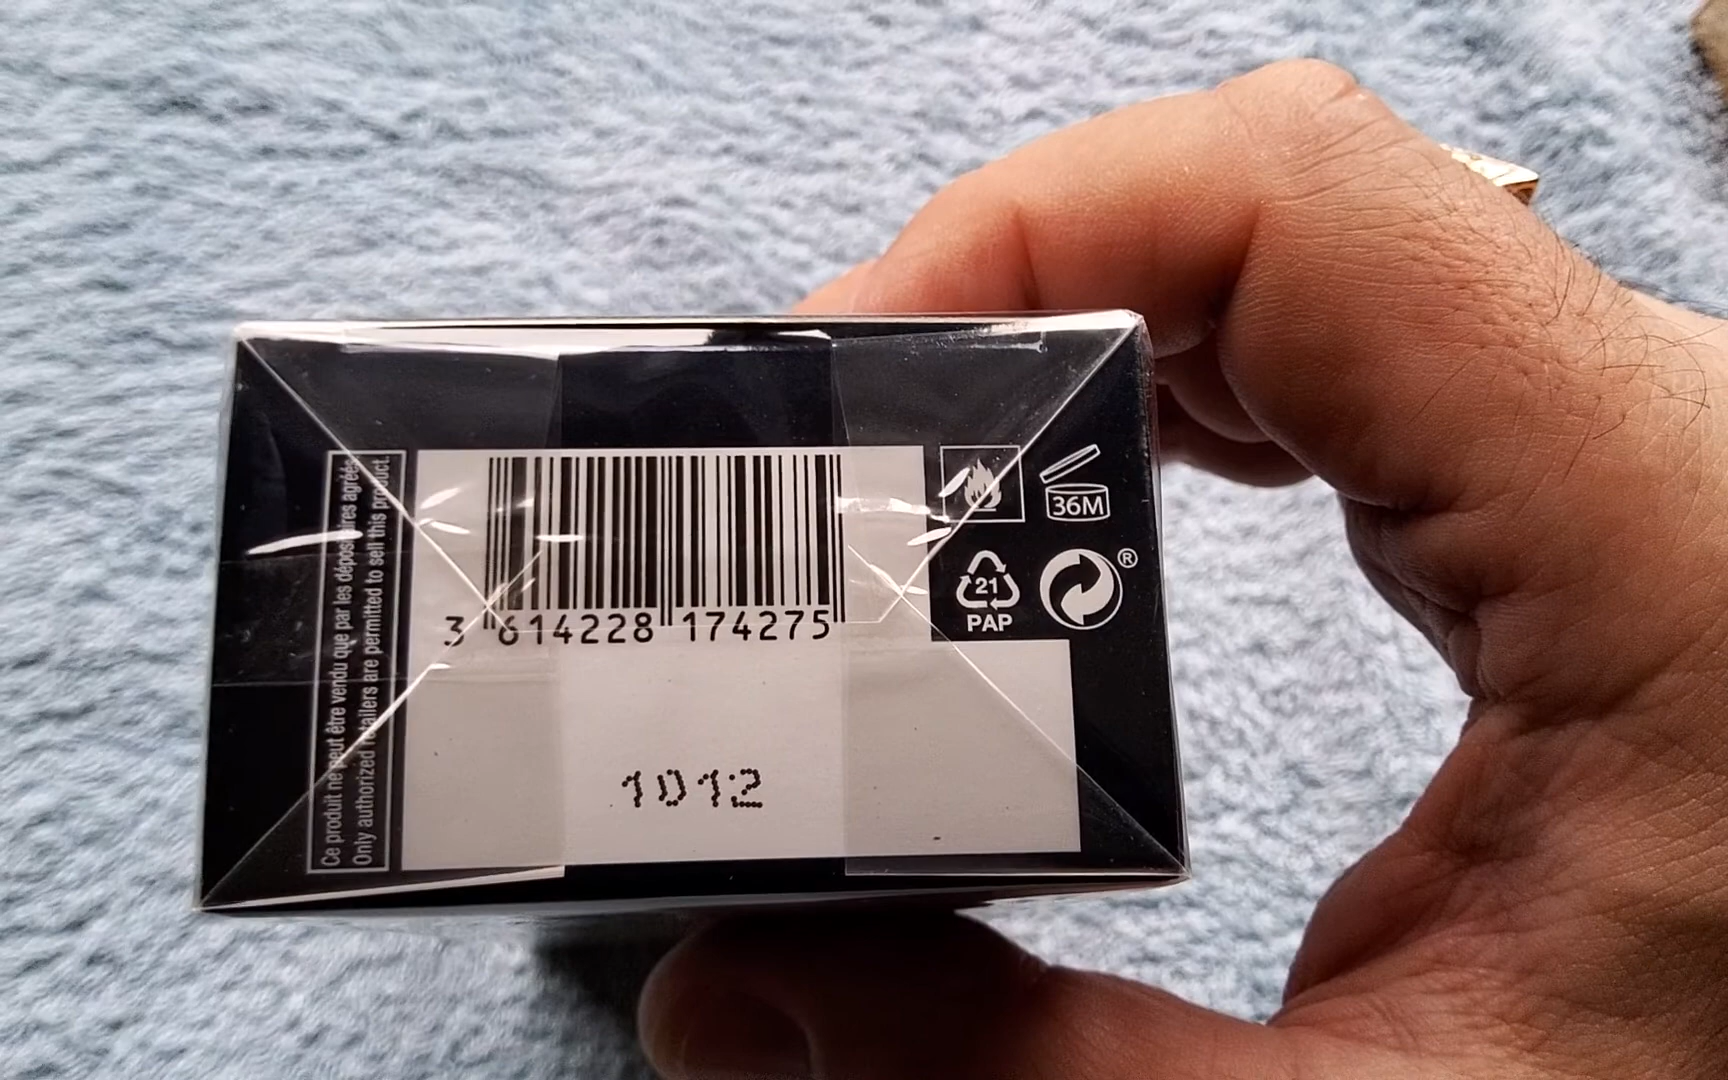 Ce produit ne peut être vendu que par les dépositaires agréés.
Only authorized retailers are permitted to sell this product.
3 614228 174275
36M
21
PAP
®
1012